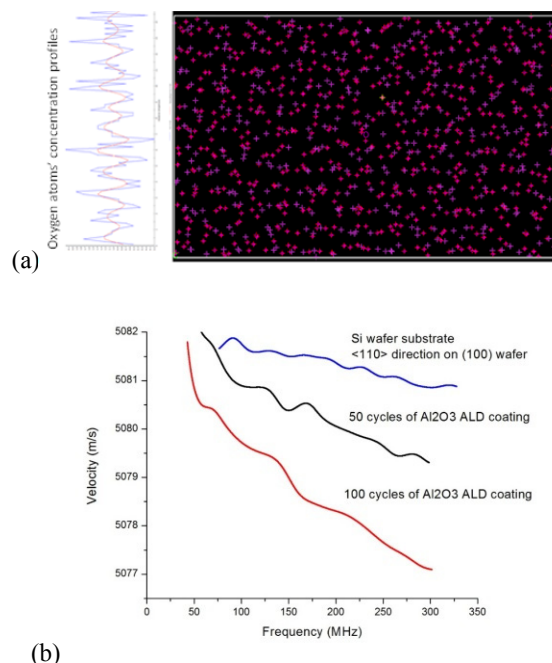 Oxygen atoms' concentration profiles
(a)
5082
5081
5080
5079
5078
5077
Velocity (m/s)
Si wafer substrate
<110> direction on (100) wafer
50 cycles of Al2O3 ALD coating
100 cycles of Al2O3 ALD coating
0 50 100 150 200 250 300 350
Frequency (MHz)
(b)